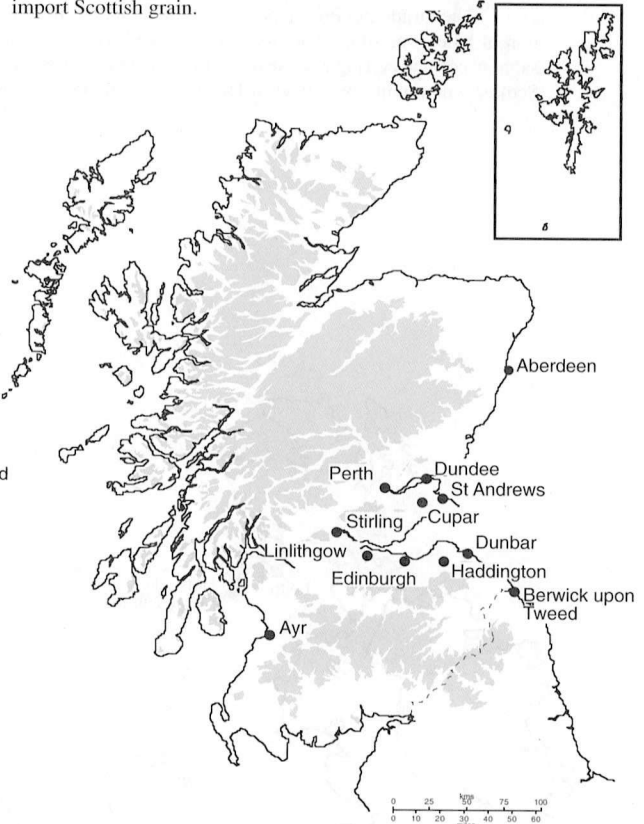 import Scottish grain.
Aberdeen
d
Dundee
Perth
St Andrews
Cupar
Stirling
Dunbar
Linlithgow
Haddington
Edinburgh
Berwick upon
Tweed
Ayr
kms
0 25 50 75 100
0 10 20 30 40 50 60